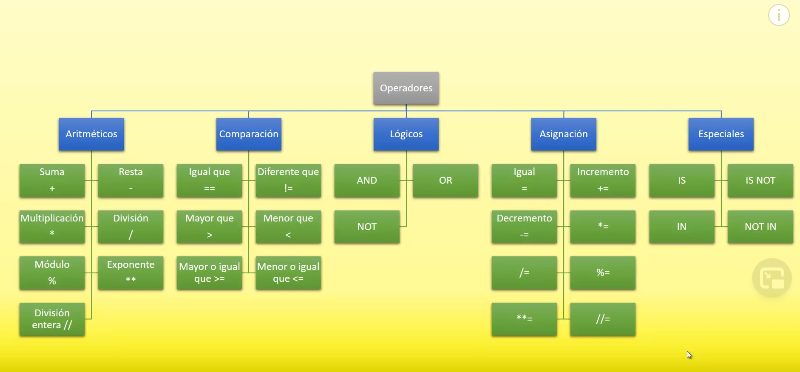 Operadores
Aritméticos
Comparación
Lógicos
Asignación
Especiales
Suma
+
Resta
-
Igual que
==
Diferente que
!=
AND
OR
Igual
=
Incremento
+=
IS
IS NOT
Multiplicación
*
División
/
Mayor que
>
Menor que
<
NOT
Decremento
-=
*=
IN
NOT IN
Módulo
%
Exponente
**
Mayor o igual
que >=
Menor o igual
que <=
/=
%=
División
entera //
**=
//=